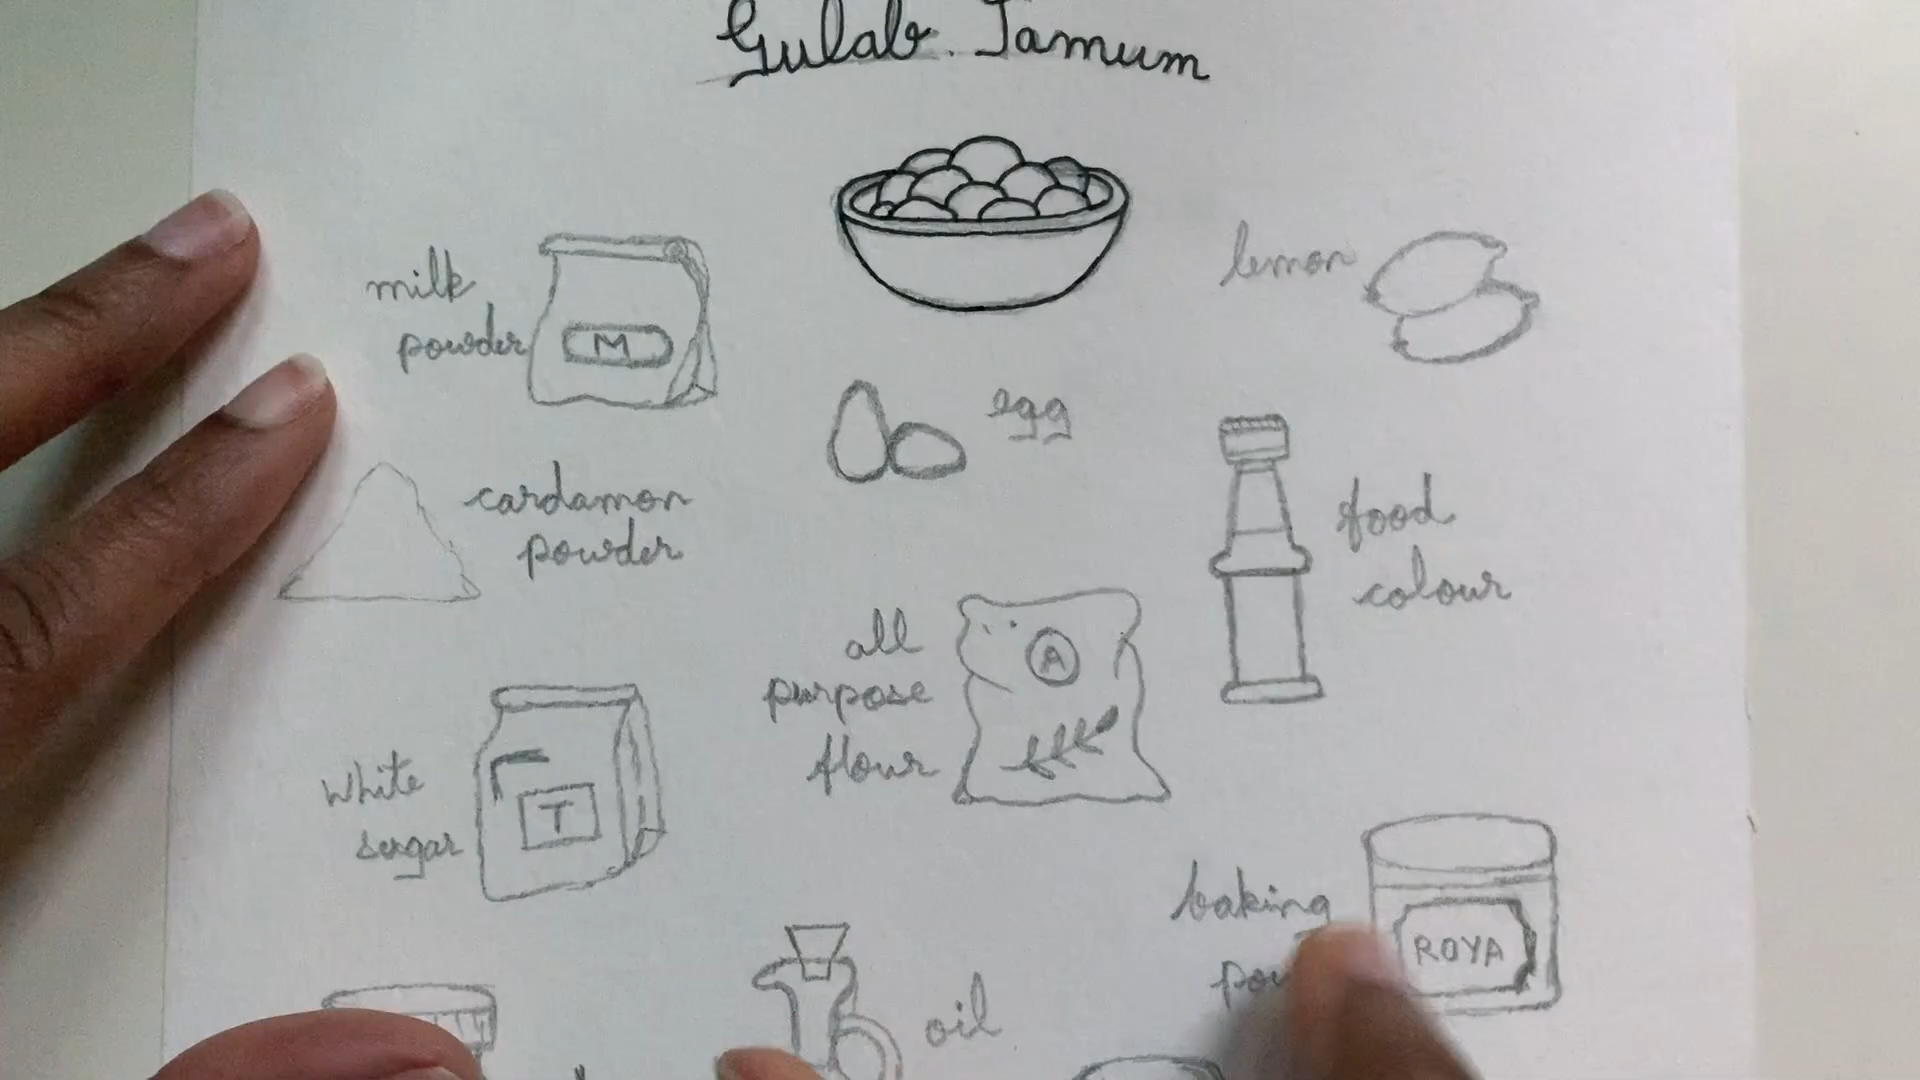 Gulab. Jamum
milk
powder
M
lemon
egg
cardamon
powder
food
colour
all
purpose
flour
A
White
sugar
T
baking
ROYA
oil